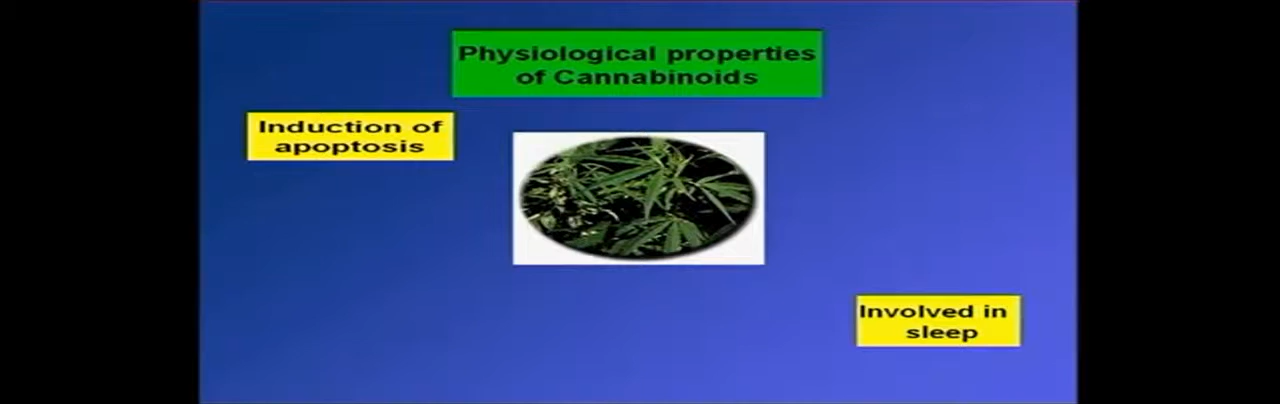 Physiological properties
of Cannabinoids
Induction of
apoptosis
Involved in
sleep